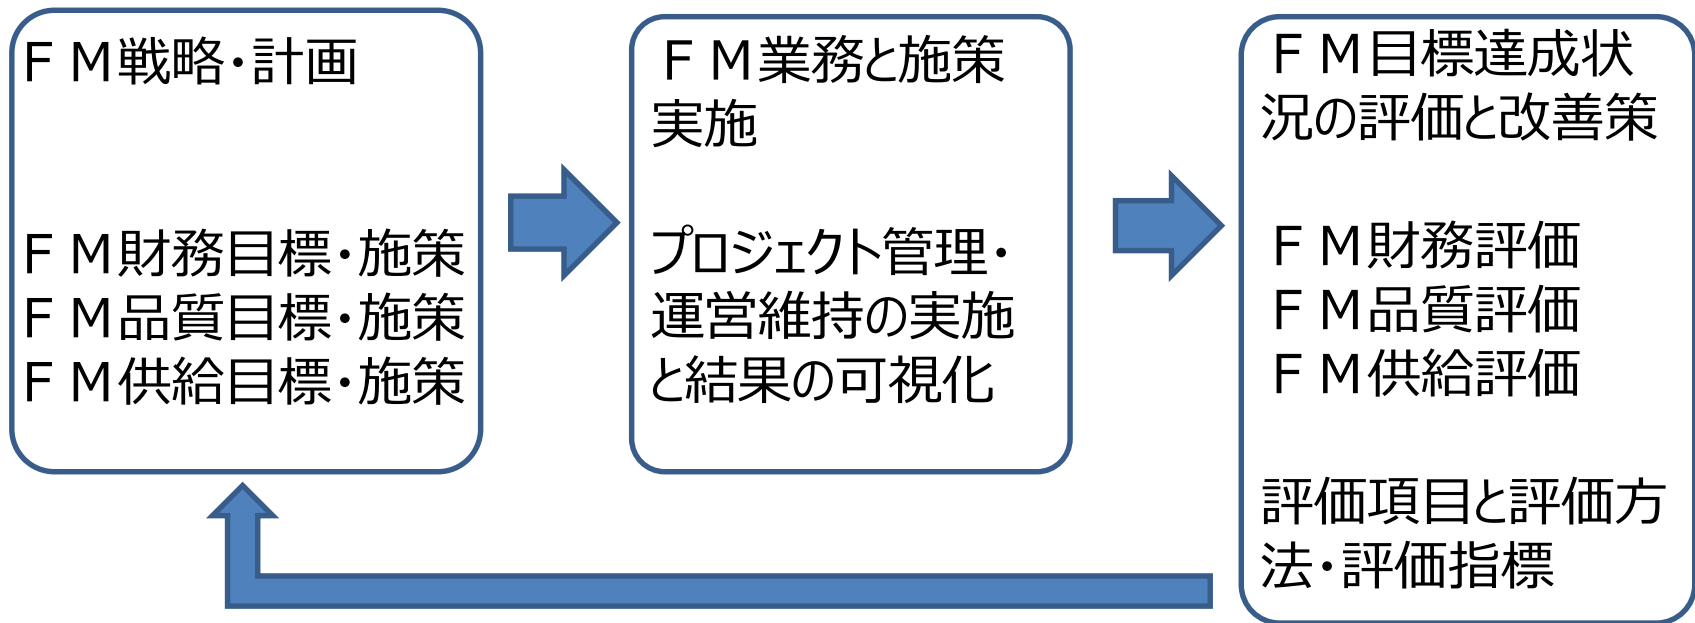 ＦＭ戦略・計画
ＦＭ財務目標・施策
ＦＭ品質目標・施策
ＦＭ供給目標・施策
ＦＭ業務と施策
実施
プロジェクト管理・
運営維持の実施
と結果の可視化
ＦＭ目標達成状
況の評価と改善策
ＦＭ財務評価
ＦＭ品質評価
ＦＭ供給評価
評価項目と評価方
法・評価指標